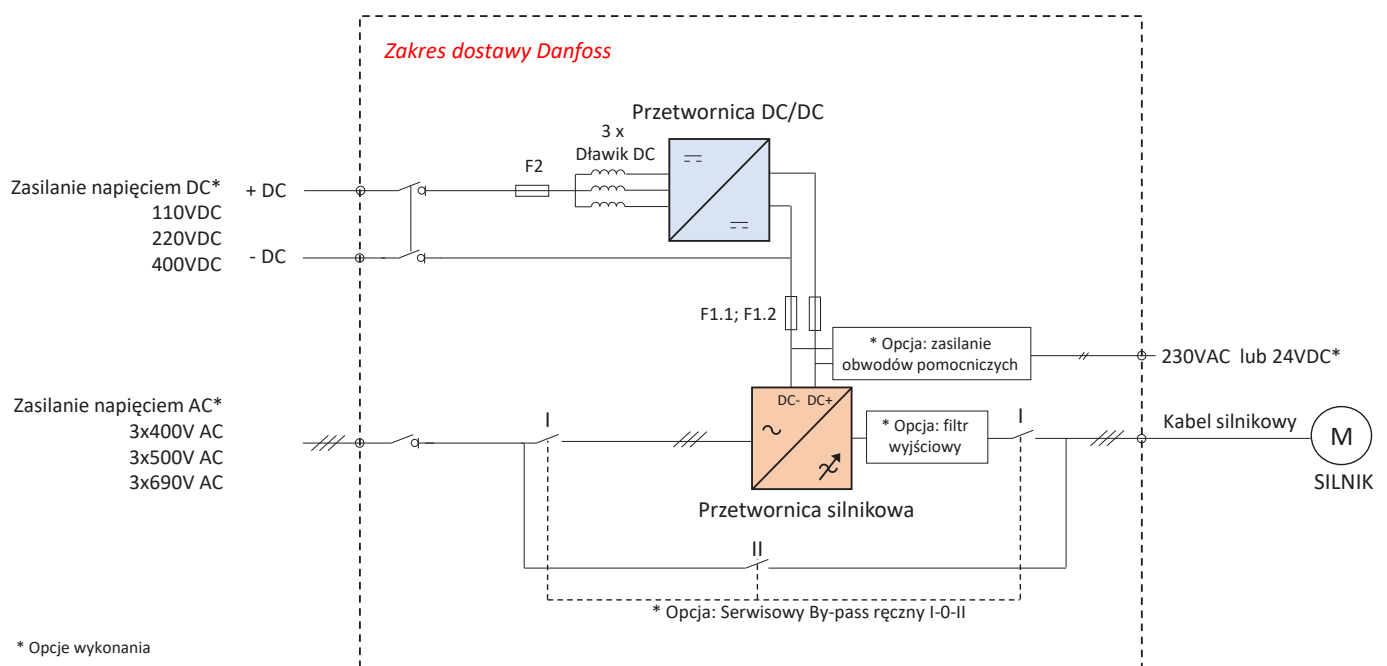 Zakres dostawy Danfoss
Przetwornica DC/DC
3 x
Dławik DC
F2
Zasilanie napięciem DC*
110VDC
220VDC
400VDC
+ DC
- DC
F1.1; F1.2
* Opcja: zasilanie
obwodów pomocniczych
230VAC lub 24VDC*
Zasilanie napięciem AC*
3x400V AC
3x500V AC
3x690V AC
I
DC- DC+
* Opcja: filtr
wyjściowy
I
Kabel silnikowy
M
SILNIK
Przetwornica silnikowa
II
* Opcja: Serwisowy By-pass ręczny I-0-II
* Opcje wykonania